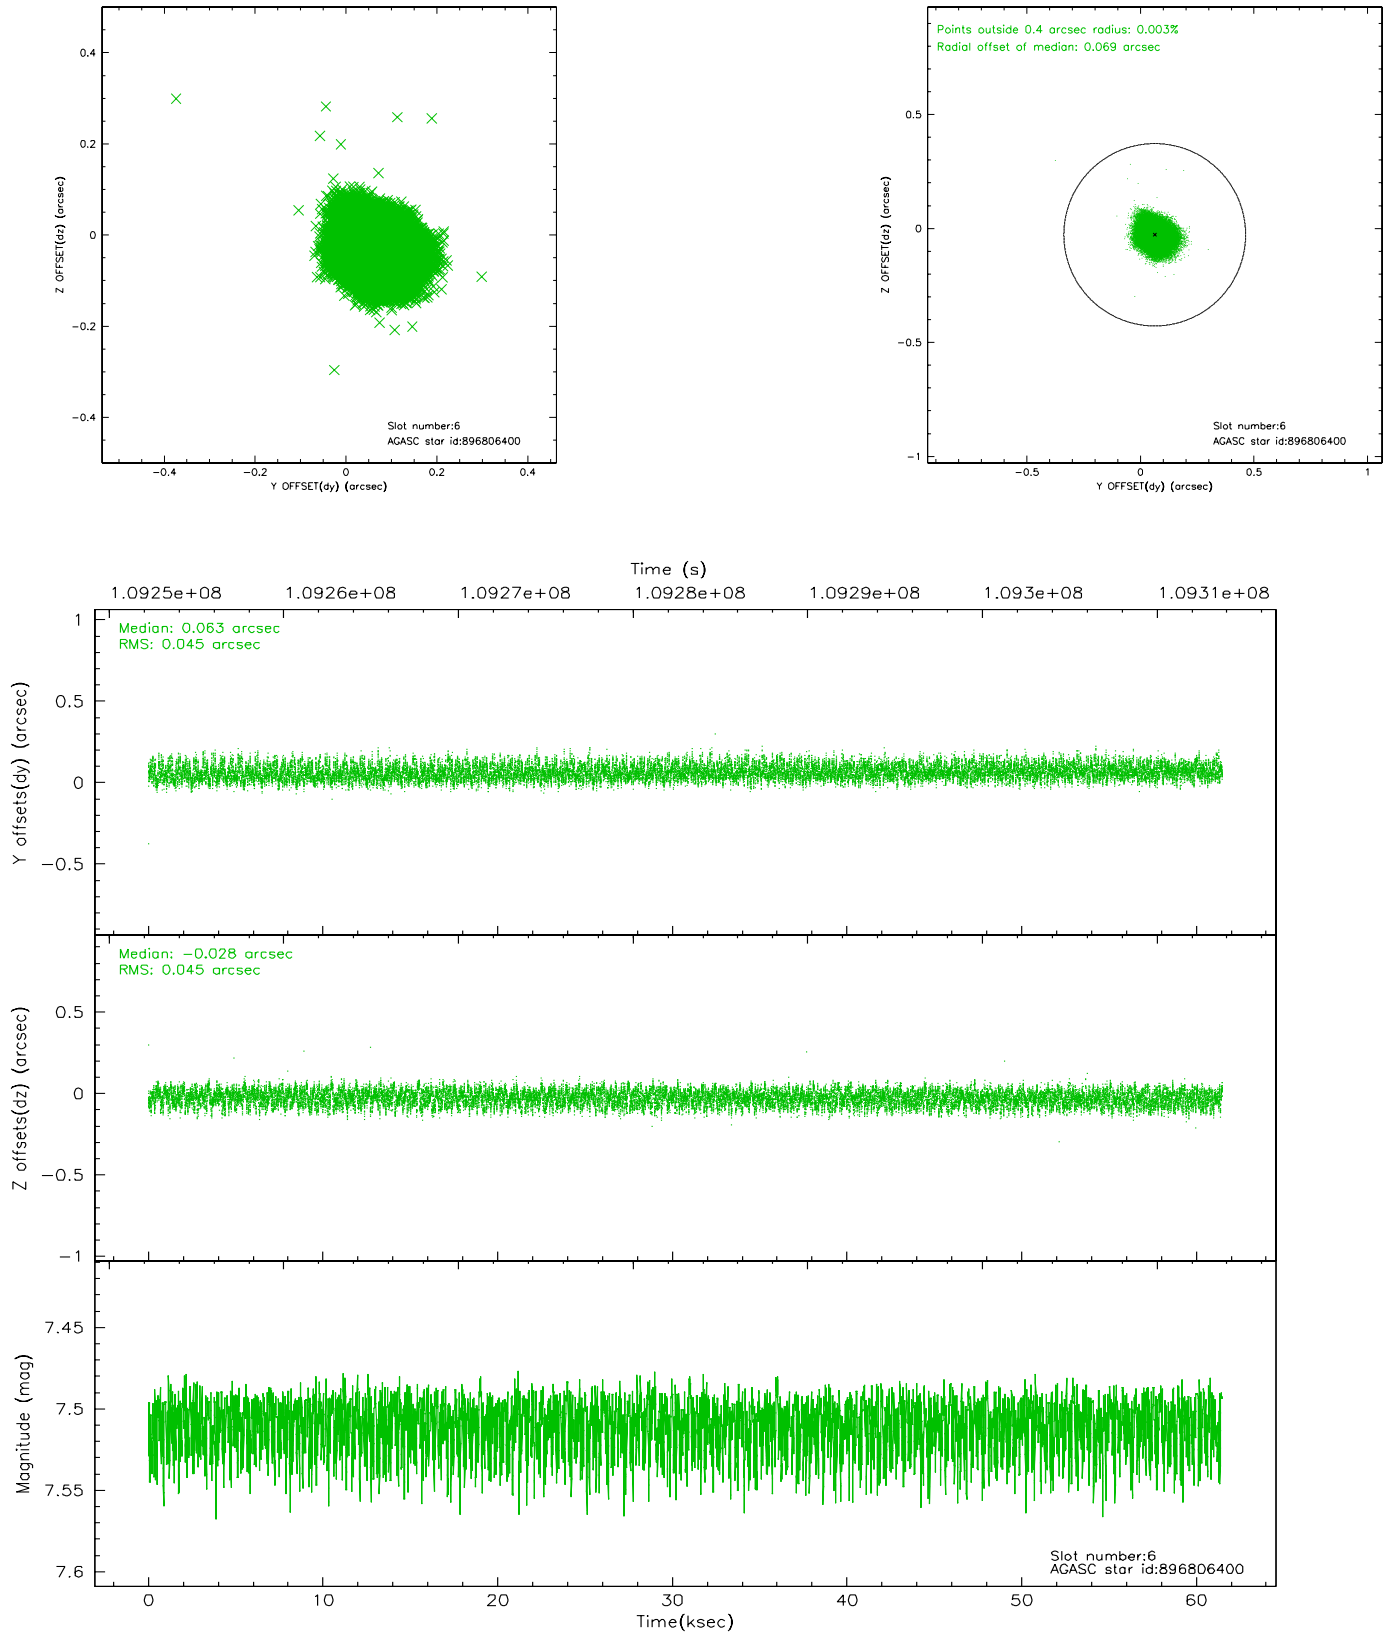 0.4
0.2
0
−0.2
−0.4
Z OFFSET(dz) (arcsec)
Slot number:6
AGASC star id:896806400
−0.4
−0.2
0
0.2
0.4
Y OFFSET(dy) (arcsec)
Points outside 0.4 arcsec radius: 0.003%
Radial offset of median: 0.069 arcsec
0.5
0
−0.5
−1
Z OFFSET(dz) (arcsec)
Slot number:6
AGASC star id:896806400
−0.5
0
0.5
1
Y OFFSET(dy) (arcsec)
Time (s)
1.0925e+08
1.0926e+08
1.0927e+08
1.0928e+08
1.0929e+08
1.093e+08
1.0931e+08
Median: 0.063 arcsec
RMS: 0.045 arcsec
1
0.5
0
−0.5
Y offsets(dy) (arcsec)
Median: −0.028 arcsec
RMS: 0.045 arcsec
0.5
0
−0.5
−1
Z offsets(dz) (arcsec)
7.45
7.5
7.55
7.6
Magnitude (mag)
Slot number:6
AGASC star id:896806400
0
10
20
30
40
50
60
Time(ksec)